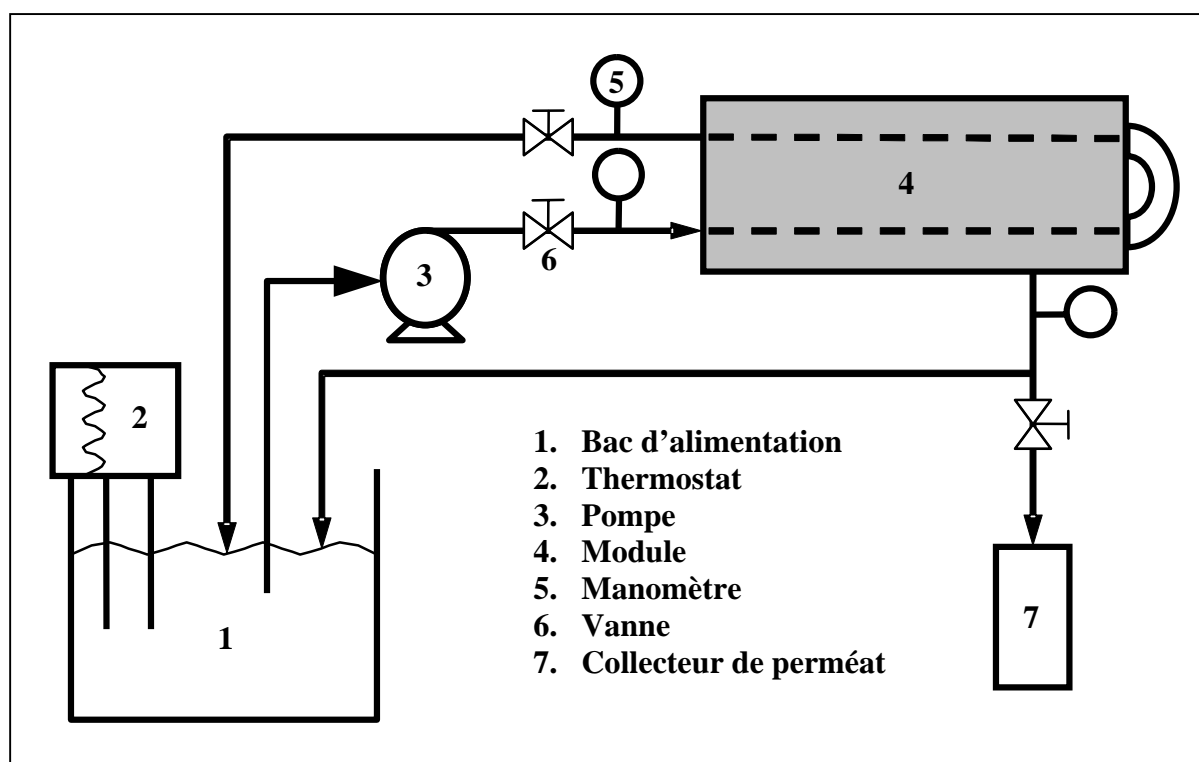 5
4
3
6
2
1
7
1. Bac d’alimentation
2. Thermostat
3. Pompe
4. Module
5. Manomètre
6. Vanne
7. Collecteur de perméat